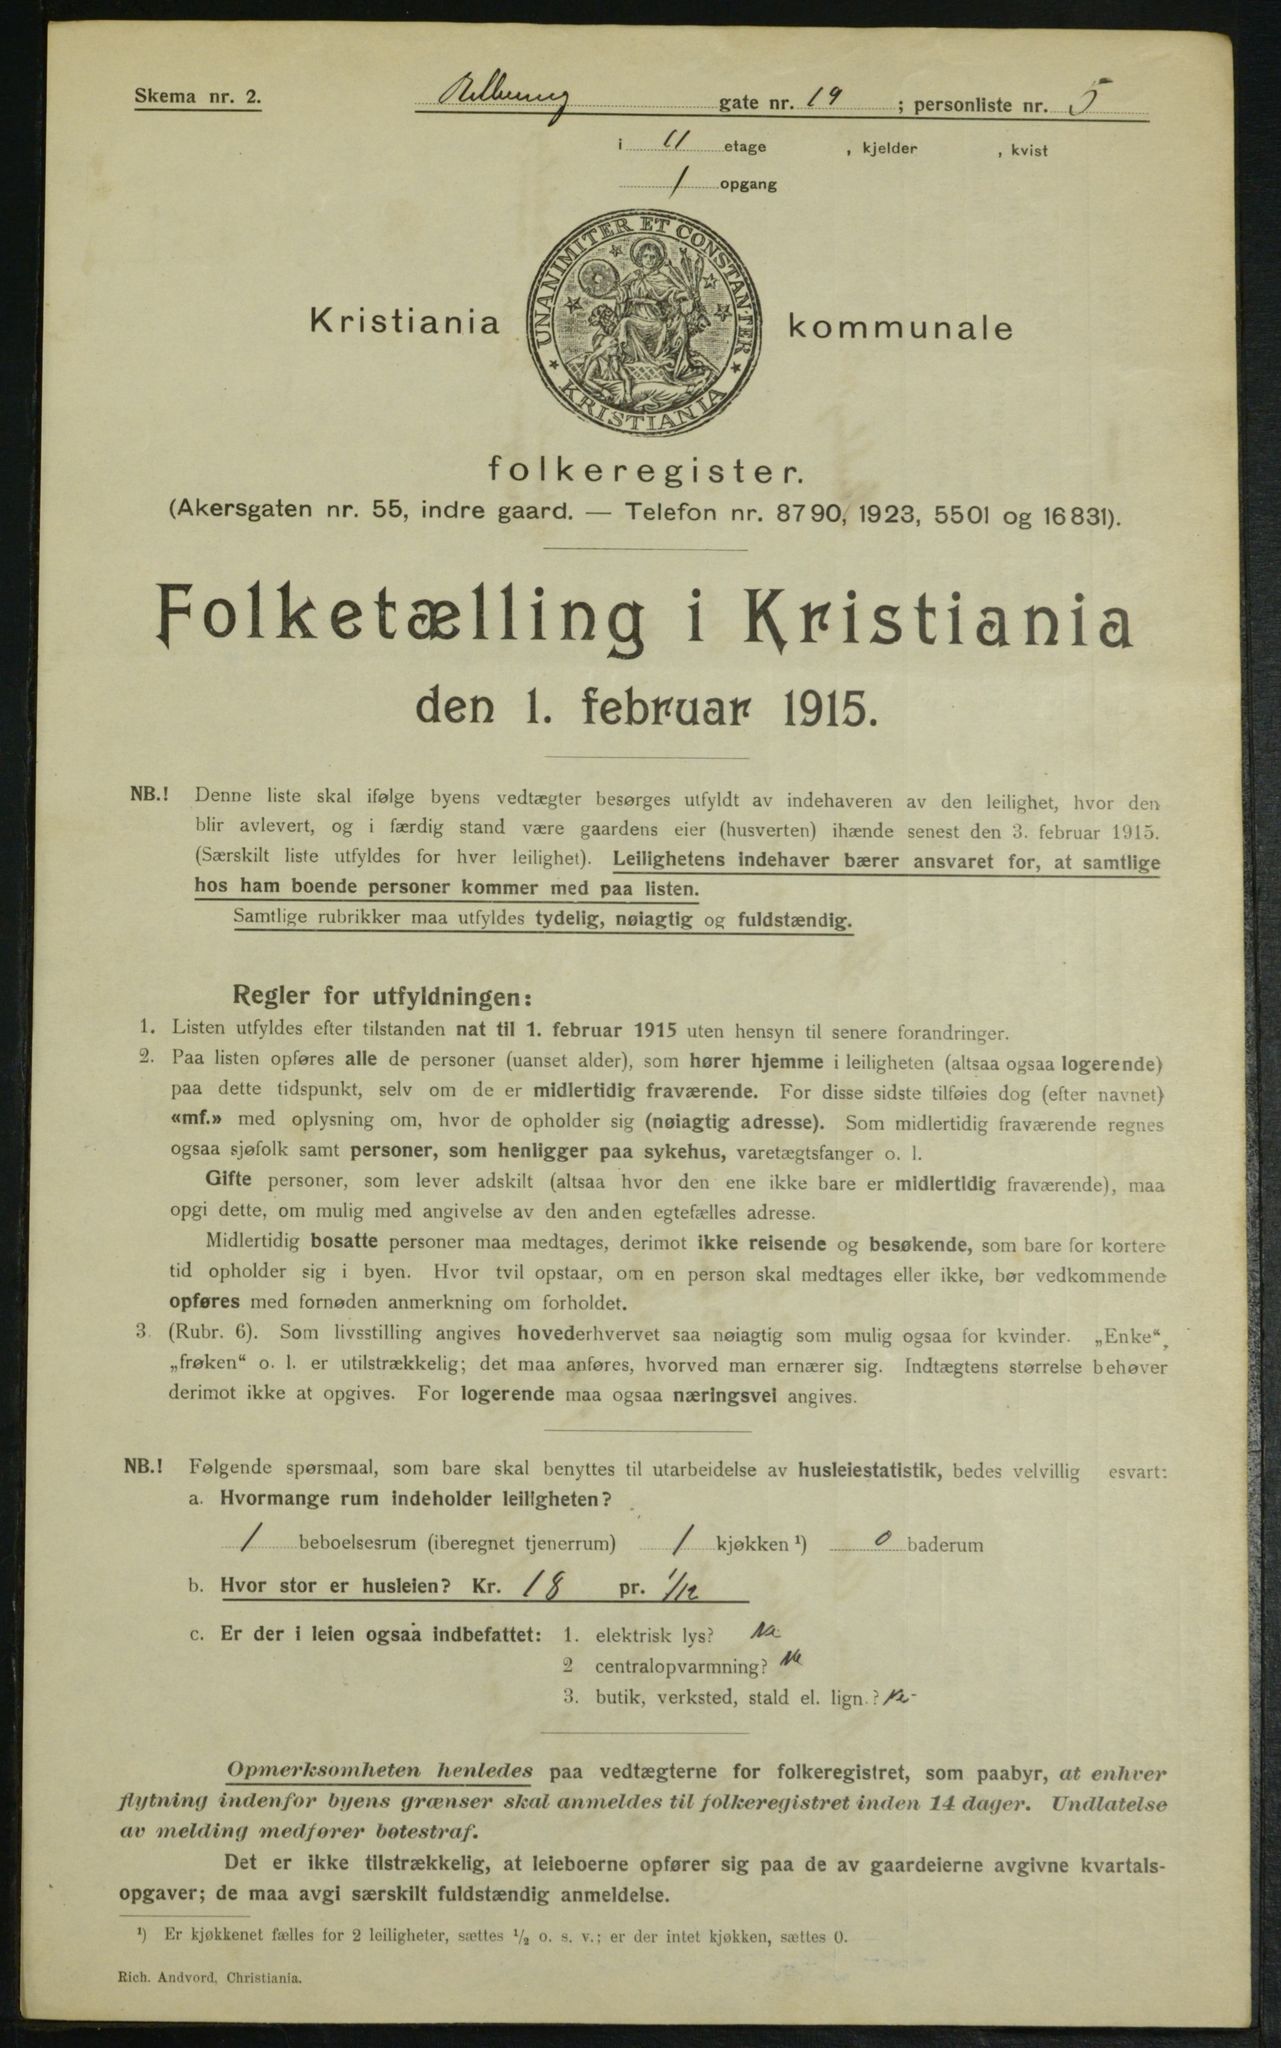 Skema nr. 2.
gate nr. 19 ; personliste nr. 5
i 11 etage , kjelder , kvist
1 opgang
UNANIMITER ET CONSTANTER
KRISTIANIA
Kristiania kommunale
folkeregister.
(Akersgaten nr. 55, indre gaard. — Telefon nr. 8790, 1923, 5501 og 16831).
Folketælling i Kristiania
den 1. februar 1915.
NB.! Denne liste skal ifølge byens vedtægter besørges utfyldt av indehaveren av den leilighet, hvor den
blir avlevert, og i færdig stand være gaardens eier (husverten) ihænde senest den 3. februar 1915.
(Særskilt liste utfyldes for hver leilighet). Leilighetens indehaver bærer ansvaret for, at samtlige
hos ham boende personer kommer med paa listen.
Samtlige rubrikker maa utfyldes tydelig, nøiagtig og fuldstændig.
Regler for utfyldningen:
1. Listen utfyldes efter tilstanden nat til 1. februar 1915 uten hensyn til senere forandringer.
2. Paa listen opføres alle de personer (uanset alder), som hører hjemme i leiligheten (altsaa ogsaa logerende)
paa dette tidspunkt, selv om de er midlertidig fraværende. For disse sidste tilføies dog (efter navnet)
«mf.» med oplysning om, hvor de opholder sig (nøiagtig adresse). Som midlertidig fraværende regnes
ogsaa sjøfolk samt personer, som henligger paa sykehus, varetægtsfanger o. l.
Gifte personer, som lever adskilt (altsaa hvor den ene ikke bare er midlertidig fraværende), maa
opgi dette, om mulig med angivelse av den anden egtefælles adresse.
Midlertidig bosatte personer maa medtages, derimot ikke reisende og besøkende, som bare for kortere
tid opholder sig i byen. Hvor tvil opstaar, om en person skal medtages eller ikke, bør vedkommende
opføres med fornøden anmerkning om forholdet.
3. (Rubr. 6). Som livsstilling angives hovederhvervet saa nøiagtig som mulig ogsaa for kvinder. „Enke“,
„frøken“ o. l. er utilstrækkelig; det maa anføres, hvorved man ernærer sig. Indtægtens størrelse behøver
derimot ikke at opgives. For logerende maa ogsaa næringsvei angives.
NB.! Følgende spørsmaal, som bare skal benyttes til utarbeidelse av husleiestatistik, bedes velvillig esvart:
a. Hvormange rum indeholder leiligheten?
1 beboelsesrum (iberegnet tjenerrum) 1 kjøkken ¹) 0 baderum
b. Hvor stor er husleien? Kr. 18 pr. 1/12
c. Er der i leien ogsaa indbefattet: 1. elektrisk lys? Ne
2 centralopvarmning? Ne
3. butik, verksted, stald el. lign.? Ne
Opmerksomheten henledes paa vedtægterne for folkeregistret, som paabyr, at enhver
flytning indenfor byens grænser skal anmeldes til folkeregistret inden 14 dager. Undlatelse
av melding medfører bøtestraf.
Det er ikke tilstrækkelig, at leieboerne opfører sig paa de av gaardeierne avgivne kvartals-
opgaver; de maa avgi særskilt fuldstændig anmeldelse.
¹) Er kjøkkenet fælles for 2 leiligheter, sættes ½ o. s. v.; er der intet kjøkken, sættes 0.
Rich. Andvord, Christiania.